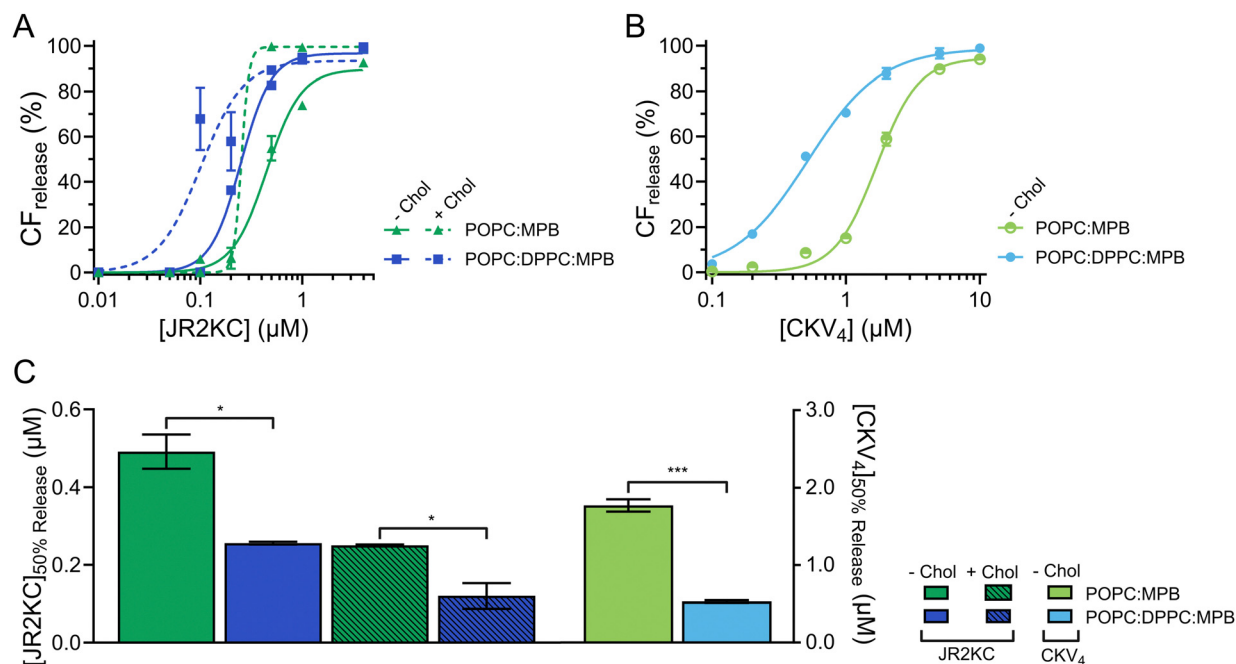 A
100
80
60
40
20
0
CFrelease (%)
0.01
0.1
1
[JR2KC] (μM)
- Chol
+ Chol
POPC:MPB
POPC:DPPC:MPB
B
100
80
60
40
20
0
CFrelease (%)
0.1
1
10
[CKV4] (μM)
- Chol
POPC:MPB
POPC:DPPC:MPB
C
0.6
0.4
0.2
0.0
[JR2KC]50% Release (μM)
*
*
***
3.0
2.0
1.0
0.0
[CKV4]50% Release (μM)
- Chol + Chol - Chol
POPC:MPB
POPC:DPPC:MPB
JR2KC CKV4